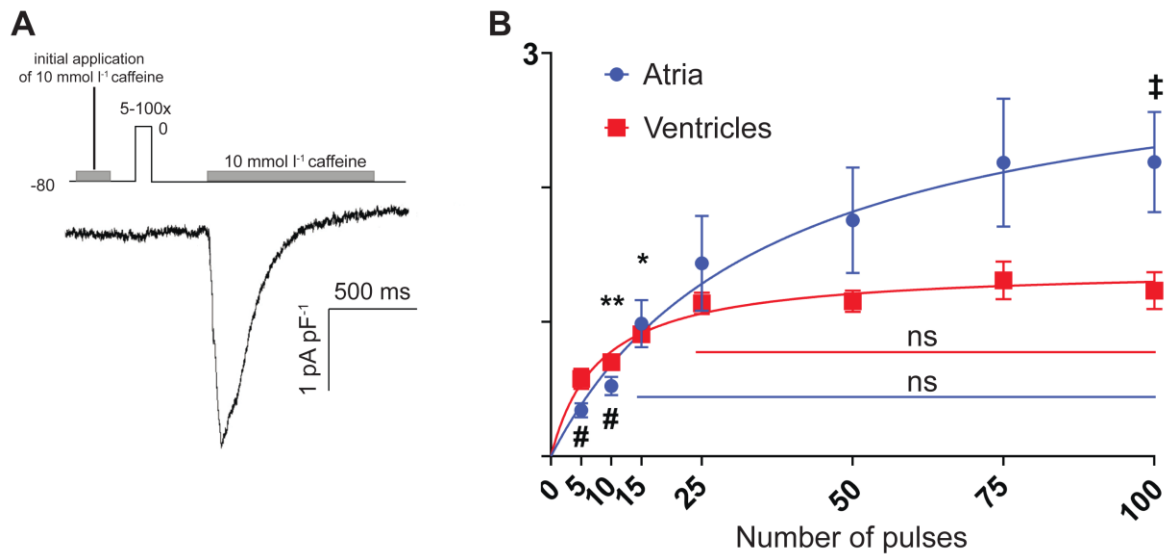 A
initial application
of 10 mmol l⁻¹ caffeine
5-100x
0
10 mmol l⁻¹ caffeine
-80
500 ms
1 pA pF⁻¹
B
3
Atria
Ventricles
‡
*
**
#
#
ns
ns
0
5
10
15
25
50
75
100
Number of pulses